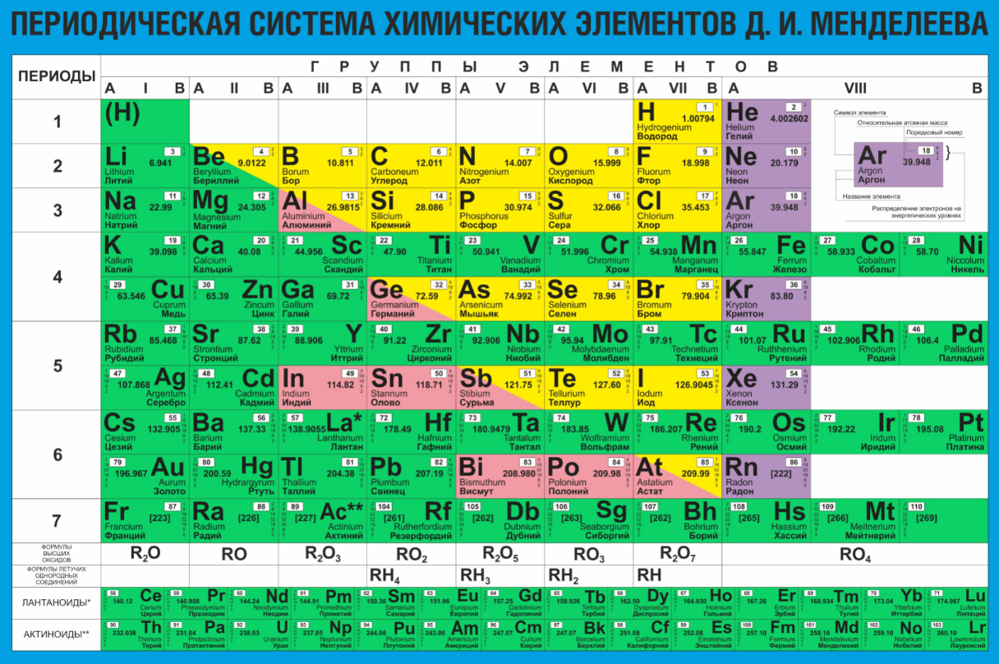 ПЕРИОДИЧЕСКАЯ СИСТЕМА ХИМИЧЕСКИХ ЭЛЕМЕНТОВ Д. И. МЕНДЕЛЕЕВА
ПЕРИОДЫ
Г Р У П П Ы Э Л Е М Е Н Т О В
A I B A II B A III B A IV B A V B A VI B A VII B A VIII B
1
(H)
H 1 1.00794 Hydrogenium Водород
He 2 4.002602 Helium Гелий
Символ элемента
Относительная атомная масса
Порядковый номер
Ar 18 39.948 Argon Аргон
Название элемента
Распределение электронов на
энергетических уровнях
2
Li 3 6.941 Lithium Литий
Be 4 9.0122 Beryllium Бериллий
B 5 10.811 Borum Бор
C 6 12.011 Carboneum Углерод
N 7 14.007 Nitrogenium Азот
O 8 15.999 Oxygenium Кислород
F 9 18.998 Fluorum Фтор
Ne 10 20.179 Neon Неон
3
Na 11 22.99 Natrium Натрий
Mg 12 24.305 Magnesium Магний
Al 13 26.9815 Aluminium Алюминий
Si 14 28.086 Silicium Кремний
P 15 30.974 Phosphorus Фосфор
S 16 32.066 Sulfur Сера
Cl 17 35.453 Chlorium Хлор
Ar 18 39.948 Argon Аргон
4
K 19 39.098 Kalium Калий
Ca 20 40.08 Calcium Кальций
21 44.956 Sc Scandium Скандий
22 47.90 Ti Titanium Титан
23 50.941 V Vanadium Ванадий
24 51.996 Cr Chromium Хром
25 54.938 Mn Manganum Марганец
26 55.847 Fe Ferrum Железо
27 58.933 Co Cobaltum Кобальт
28 58.70 Ni Niccolum Никель
29 63.546 Cu Cuprum Медь
30 65.39 Zn Zincum Цинк
Ga 31 69.72 Gallium Галий
Ge 32 72.59 Germanium Германий
As 33 74.992 Arsenicum Мышьяк
Se 34 78.96 Selenium Селен
Br 35 79.904 Bromum Бром
Kr 36 83.80 Krypton Криптон
5
Rb 37 85.468 Rubidium Рубидий
Sr 38 87.62 Strontium Стронций
39 88.906 Y Yttrium Иттрий
40 91.22 Zr Zirconium Цирконий
41 92.906 Nb Niobium Ниобий
42 95.94 Mo Molybdaenum Молибден
43 97.91 Tc Technetium Технеций
44 101.07 Ru Ruthhenium Рутений
45 102.906 Rh Rhodium Родий
46 106.4 Pd Palladium Палладий
47 107.868 Ag Argentum Серебро
48 112.41 Cd Cadmium Кадмий
In 49 114.82 Indium Индий
Sn 50 118.71 Stannum Олово
Sb 51 121.75 Stibium Сурьма
Te 52 127.60 Tellurium Теллур
I 53 126.9045 Iodum Иод
Xe 54 131.29 Xenon Ксенон
6
Cs 55 132.905 Cesium Цезий
Ba 56 137.33 Barium Барий
57 138.9055 La* Lanthanum Лантан
72 178.49 Hf Hafnium Гафний
73 180.9479 Ta Tantalum Тантал
74 183.85 W Wolframium Вольфрам
75 186.207 Re Rhenium Рений
76 190.2 Os Osmium Осмий
77 192.22 Ir Iridium Иридий
78 195.08 Pt Platinum Платина
79 196.967 Au Aurum Золото
80 200.59 Hg Hydrargyrum Ртуть
Tl 81 204.38 Thallium Таллий
Pb 82 207.19 Plumbum Свинец
Bi 83 208.980 Bismuthum Висмут
Po 84 209.98 Polonium Полоний
At 85 209.99 Astatium Астат
Rn 86 [222] Radon Радон
7
Fr 87 [223] Francium Франций
Ra 88 [226] Radium Радий
89 [227] Ac** Actinium Актиний
104 [261] Rf Rutherfordium Резерфордий
105 [262] Db Dubnium Дубний
106 [263] Sg Seaborgium Сиборгий
107 [262] Bh Bohrium Борий
108 [265] Hs Hassium Хассий
109 [266] Mt Meitnerium Мейтнерий
110 [269]
ФОРМУЛЫ
ВЫСШИХ
ОКСИДОВ
R₂O RO R₂O₃ RO₂ R₂O₅ RO₃ R₂O₇ RO₄
ФОРМУЛЫ ЛЕТУЧИХ
ОДНОРОДНЫХ
СОЕДИНЕНИЙ
RH₄ RH₃ RH₂ RH
ЛАНТАНОИДЫ*
58 140.12 Ce Cerium Церий
59 140.908 Pr Praseodymium Празеодим
60 144.24 Nd Neodymium Неодим
61 144.91 Pm Promethium Прометий
62 150.36 Sm Samarium Самарий
63 151.96 Eu Europium Европий
64 157.25 Gd Gadolinium Гадолиний
65 158.926 Tb Terbium Тербий
66 162.50 Dy Dysprosium Диспрозий
67 164.930 Ho Holmium Гольмий
68 167.26 Er Erbium Эрбий
69 168.934 Tm Thulium Тулий
70 173.04 Yb Ytterbium Иттербий
71 174.967 Lu Lutetium Лютеций
АКТИНОИДЫ**
90 232.038 Th Thorium Торий
91 231.04 Pa Protactinium Протактиний
92 238.03 U Uranium Уран
93 237.05 Np Neptunium Нептуний
94 244.06 Pu Plutonium Плутоний
95 243.06 Am Americium Америций
96 247.07 Cm Curium Кюрий
97 247.07 Bk Berkelium Берклий
98 251.08 Cf Californium Калифорний
99 252.08 Es Einsteinium Эйнштейний
100 257.10 Fm Fermium Фермий
101 258.10 Md Mendelevium Менделевий
102 259.10 No Nobelium Нобелий
103 260.10 Lr Lawrencium Лауренсий